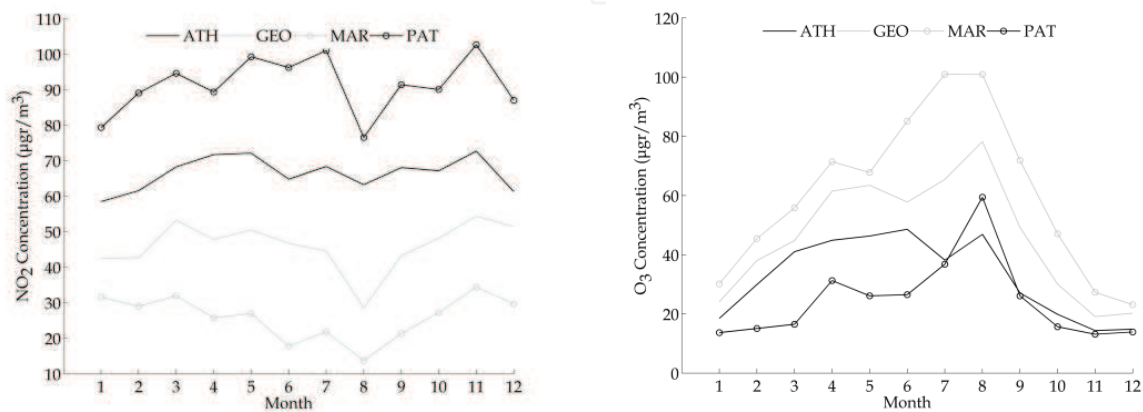 110
ATH GEO MAR PAT
100
90
80
70
60
50
40
30
20
10
NO2 Concentration (µgr/m³)
1 2 3 4 5 6 7 8 9 10 11 12
Month
120
ATH GEO MAR PAT
100
80
60
40
20
0
O3 Concentration (µgr/m³)
1 2 3 4 5 6 7 8 9 10 11 12
Month